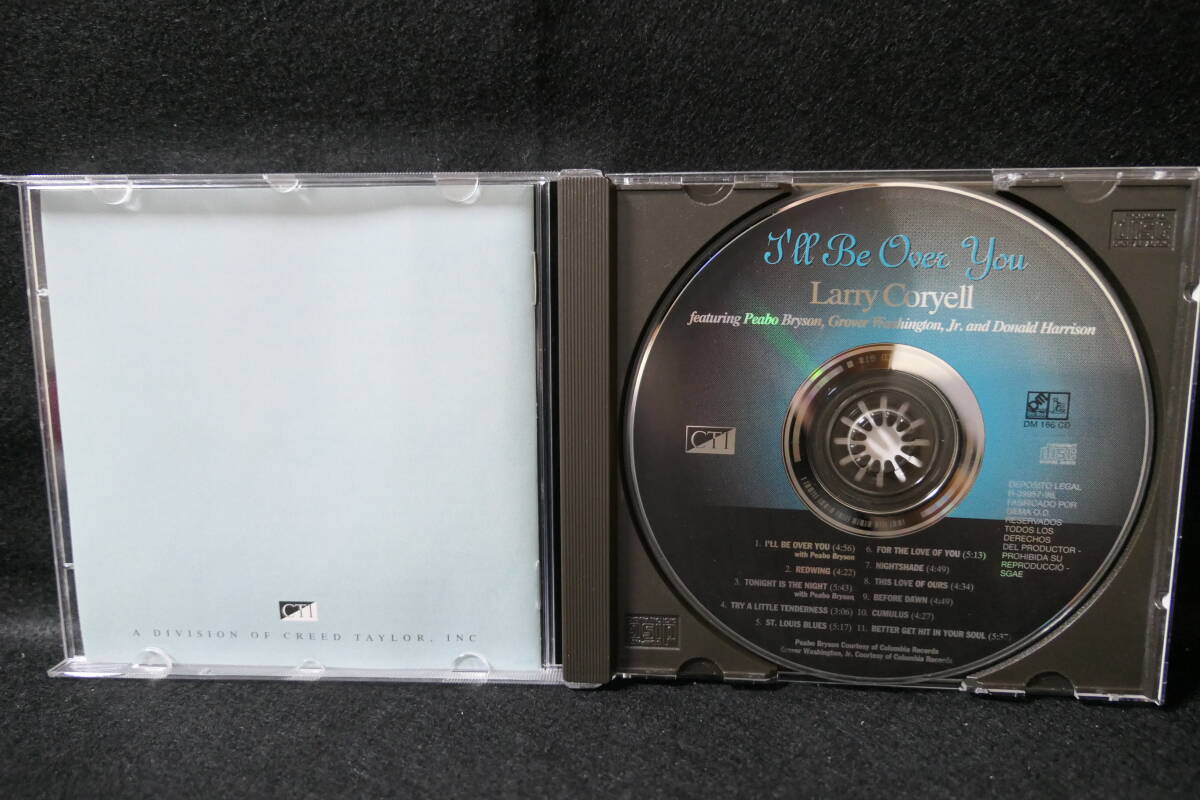 CTI
A DIVISION OF CREED TAYLOR, INC
I'll Be Over You
Larry Coryell
featuring Peabo Bryson, Grover Washington, Jr. and Donald Harrison
CTI
DM 166 CD
DEPOSITO LEGAL
FABRICADO POR
DEMA O.D.
RESERVADOS
TODOS LOS
DERECHOS
DEL PRODUCTOR -
PROHIBIDA SU
REPRODUCCIÓ -
SGAE
1. I'LL BE OVER YOU (4:56)
with Peabo Bryson
2. REDWING (4:22)
3. TONIGHT IS THE NIGHT (5:43)
with Peabo Bryson
4. TRY A LITTLE TENDERNESS (3:06)
5. ST. LOUIS BLUES (5:17)
6. FOR THE LOVE OF YOU (5:13)
7. NIGHTSHADE (4:49)
8. THIS LOVE OF OURS (4:34)
9. BEFORE DAWN (4:49)
10. CUMULUS (4:27)
11. BETTER GET HIT IN YOUR SOUL (5:37)
Peabo Bryson Courtesy of Columbia Records
Grover Washington, Jr. Courtesy of Columbia Records